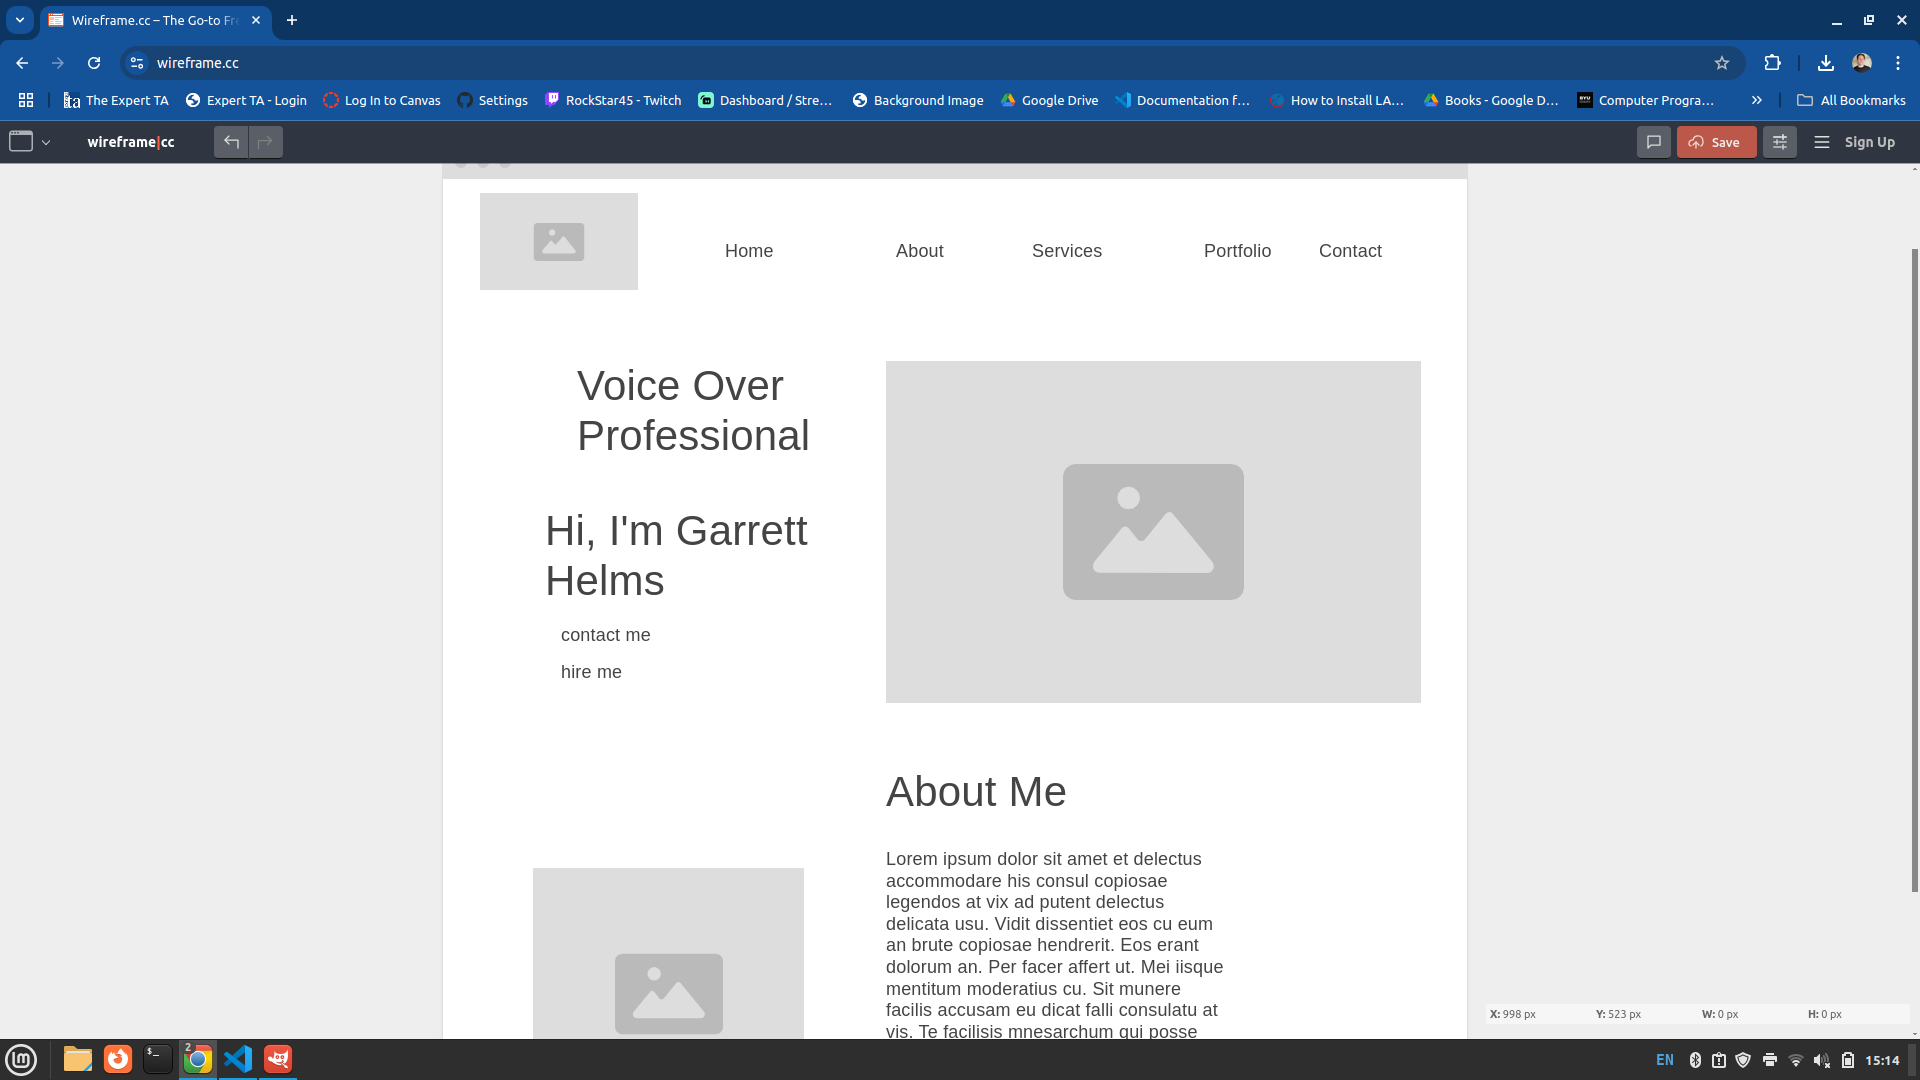 Wireframe.cc – The Go-to Fre
wireframe.cc
The Expert TA
Expert TA - Login
Log In to Canvas
Settings
RockStar45 - Twitch
Dashboard / Stre...
Background Image
Google Drive
Documentation f...
How to Install LA...
Books - Google D...
Computer Progra...
All Bookmarks
wireframe|cc
Save
Sign Up
Home
About
Services
Portfolio
Contact
Voice Over
Professional
Hi, I'm Garrett
Helms
contact me
hire me
About Me
Lorem ipsum dolor sit amet et delectus
accommodare his consul copiosae
legendos at vix ad putent delectus
delicata usu. Vidit dissentiet eos cu eum
an brute copiosae hendrerit. Eos erant
dolorum an. Per facer affert ut. Mei iisque
mentitum moderatius cu. Sit munere
facilis accusam eu dicat falli consulatu at
vis. Te facilisis mnesarchum qui posse
X: 998 px
Y: 523 px
W: 0 px
H: 0 px
2
EN
15:14